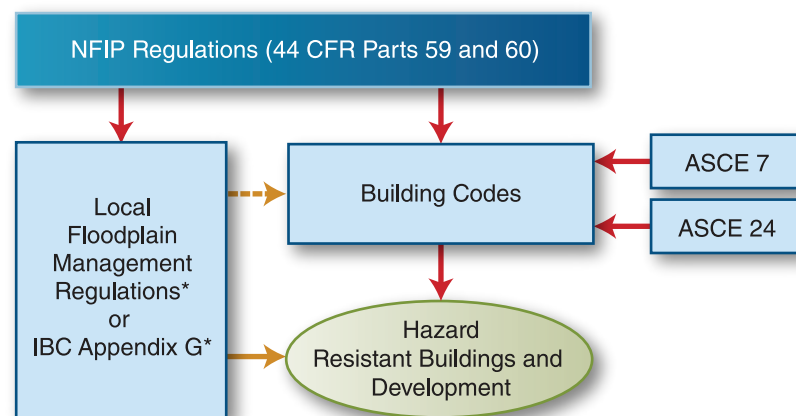 NFIP Regulations (44 CFR Parts 59 and 60)
Local
Floodplain
Management
Regulations*
or
IBC Appendix G*
Building Codes
ASCE 7
ASCE 24
Hazard
Resistant Buildings and
Development